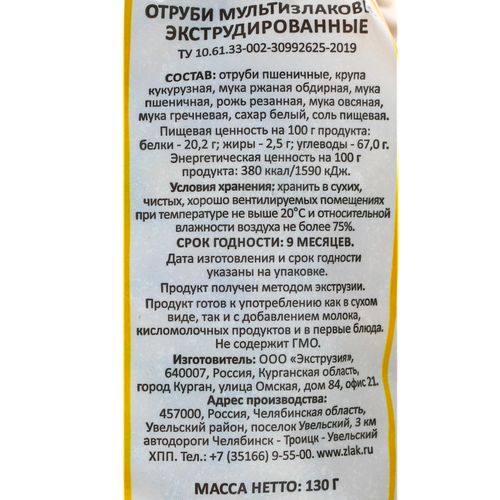 ОТРУБИ МУЛЬТИЗЛАКОВЫ
ЭКСТРУДИРОВАННЫЕ
ТУ 10.61.33-002-30992625-2019
СОСТАВ: отруби пшеничные, крупа
кукурузная, мука ржаная обдирная, мука
пшеничная, рожь резанная, мука овсяная,
мука гречневая, сахар белый, соль пищевая.
Пищевая ценность на 100 г продукта:
белки - 20,2 г; жиры - 2,5 г; углеводы - 67,0 г.
Энергетическая ценность на 100 г
продукта: 380 ккал/1590 кДж.
Условия хранения: хранить в сухих,
чистых, хорошо вентилируемых помещениях
при температуре не выше 20°С и относительной
влажности воздуха не более 75%.
СРОК ГОДНОСТИ: 9 МЕСЯЦЕВ.
Дата изготовления и срок годности
указаны на упаковке.
Продукт получен методом экструзии.
Продукт готов к употреблению как в сухом
виде, так и с добавлением молока,
кисломолочных продуктов и в первые блюда.
Не содержит ГМО.
Изготовитель: ООО «Экструзия»,
640007, Россия, Курганская область,
город Курган, улица Омская, дом 84, офис 21.
Адрес производства:
457000, Россия, Челябинская область,
Увельский район, поселок Увельский, 3 км
автодороги Челябинск - Троицк - Увельский
ХПП. Тел.: +7 (35166) 9-55-00. www.zlak.ru
МАССА НЕТТО: 130 Г